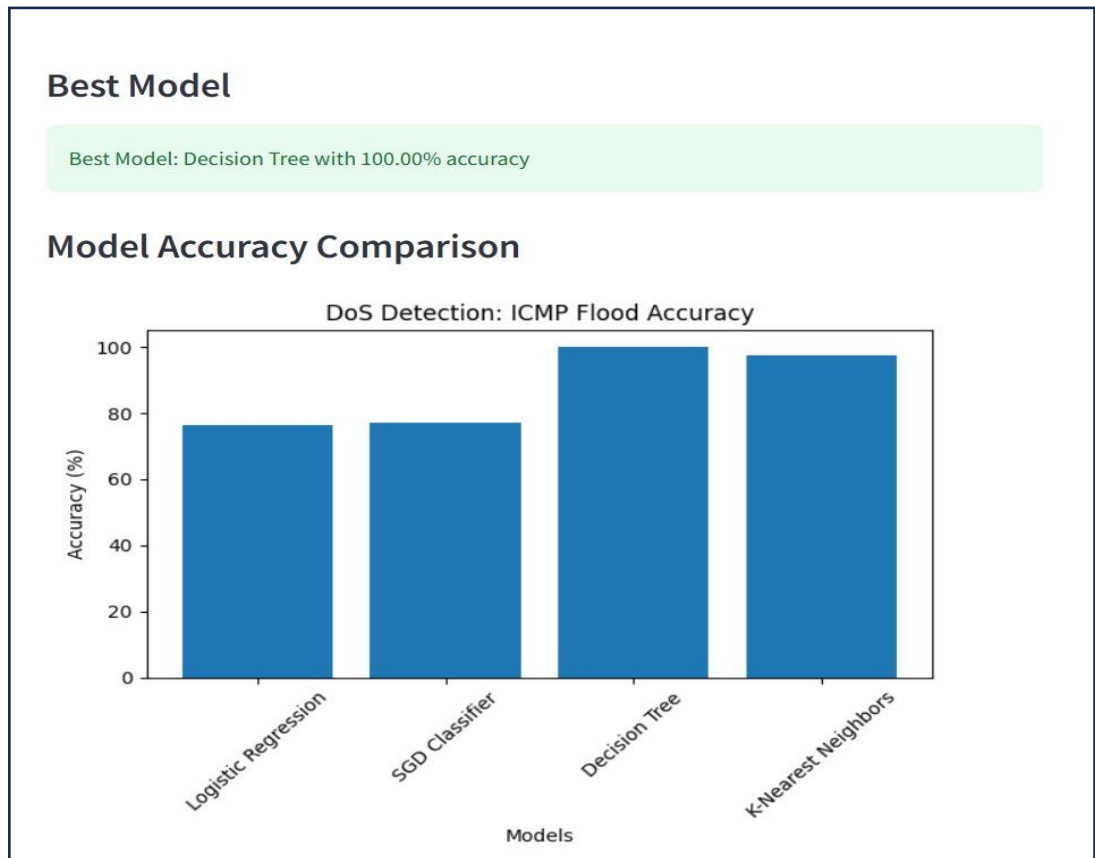 Best Model
Best Model: Decision Tree with 100.00% accuracy
Model Accuracy Comparison
DoS Detection: ICMP Flood Accuracy
100
80
60
40
20
0
Accuracy (%)
Logistic Regression
SGD Classifier
Decision Tree
K-Nearest Neighbors
Models